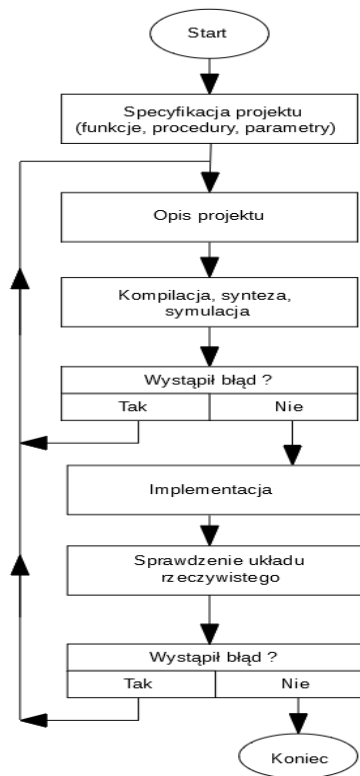 Start
Specyfikacja projektu
(funkcje, procedury, parametry)
Opis projektu
Kompilacja, synteza,
symulacja
Wystąpił błąd ?
Tak
Nie
Implementacja
Sprawdzenie układu
rzeczywistego
Wystąpił błąd ?
Tak
Nie
Koniec